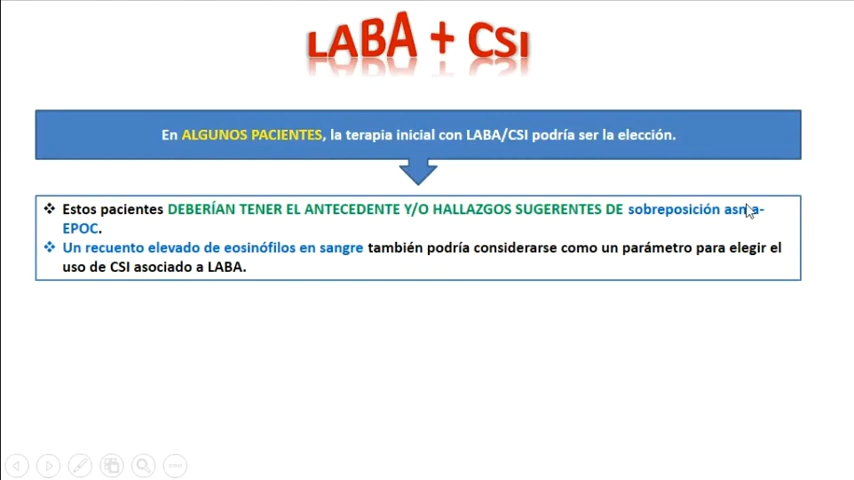 LABA + CSI
En ALGUNOS PACIENTES, la terapia inicial con LABA/CSI podría ser la elección.
❖ Estos pacientes DEBERÍAN TENER EL ANTECEDENTE Y/O HALLAZGOS SUGERENTES DE sobreposición asma-
EPOC.
❖ Un recuento elevado de eosinófilos en sangre también podría considerarse como un parámetro para elegir el
uso de CSI asociado a LABA.